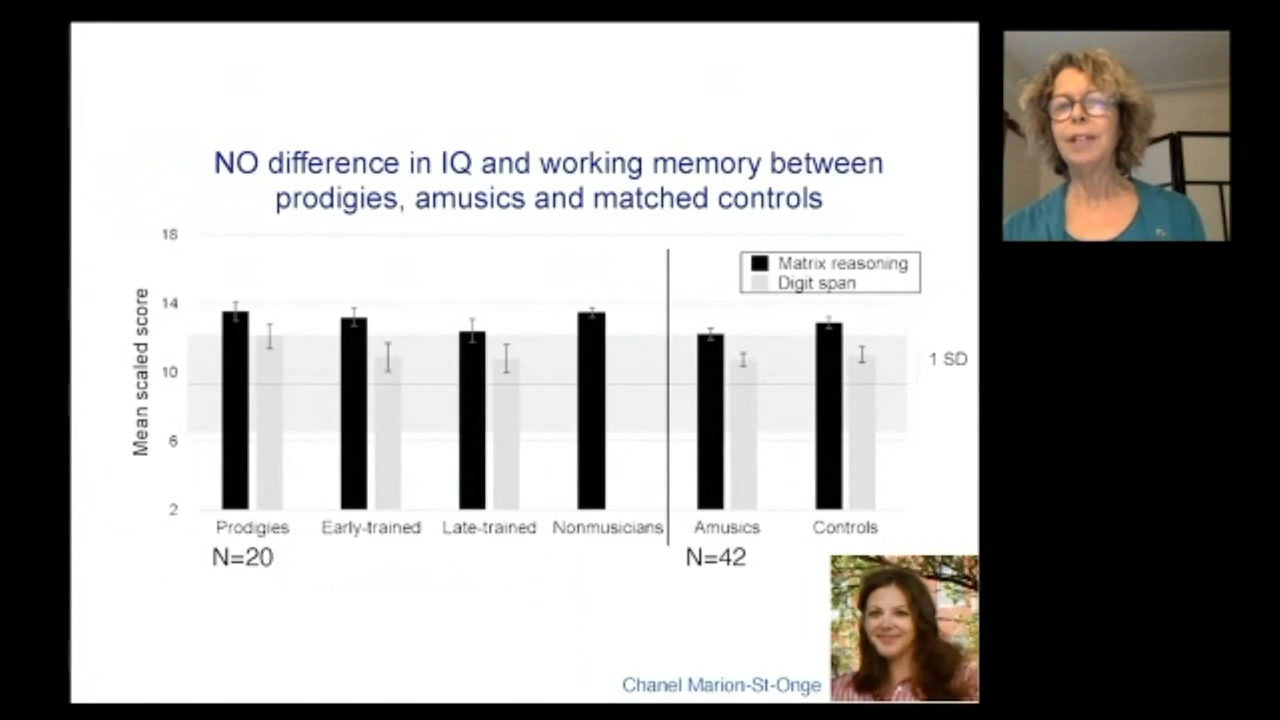 NO difference in IQ and working memory between
prodigies, amusics and matched controls
18
14
10
6
2
Mean scaled score
Matrix reasoning
Digit span
1 SD
Prodigies
Early-trained
Late-trained
Nonmusicians
Amusics
Controls
N=20
N=42
Chanel Marion-St-Onge